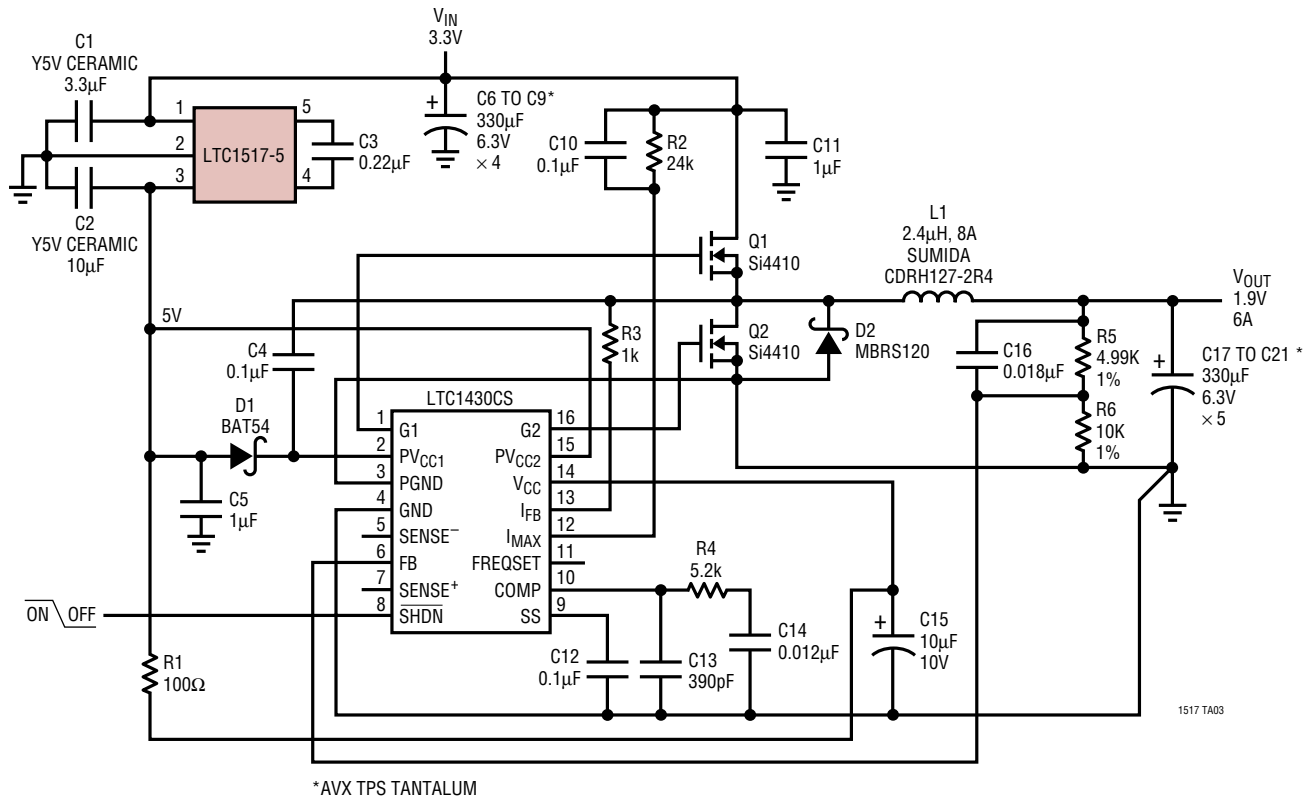 VIN
3.3V
C1
Y5V CERAMIC
3.3µF
1
2
3
5
4
LTC1517-5
C3
0.22µF
C2
Y5V CERAMIC
10µF
+
C6 TO C9*
330µF
6.3V
× 4
C10
0.1µF
R2
24k
C11
1µF
Q1
Si4410
L1
2.4µH, 8A
SUMIDA
CDRH127-2R4
VOUT
1.9V
6A
5V
C4
0.1µF
R3
1k
Q2
Si4410
D2
MBRS120
C16
0.018µF
R5
4.99K
1%
R6
10K
1%
+
C17 TO C21 *
330µF
6.3V
× 5
D1
BAT54
C5
1µF
LTC1430CS
1
G1
2
PVCC1
3
PGND
4
GND
5
SENSE–
6
FB
7
SENSE+
8
SHDN
16
G2
15
PVCC2
14
VCC
13
IFB
12
IMAX
11
FREQSET
10
COMP
9
SS
ON
OFF
R1
100Ω
R4
5.2k
C12
0.1µF
C13
390pF
C14
0.012µF
+
C15
10µF
10V
1517 TA03
*AVX TPS TANTALUM